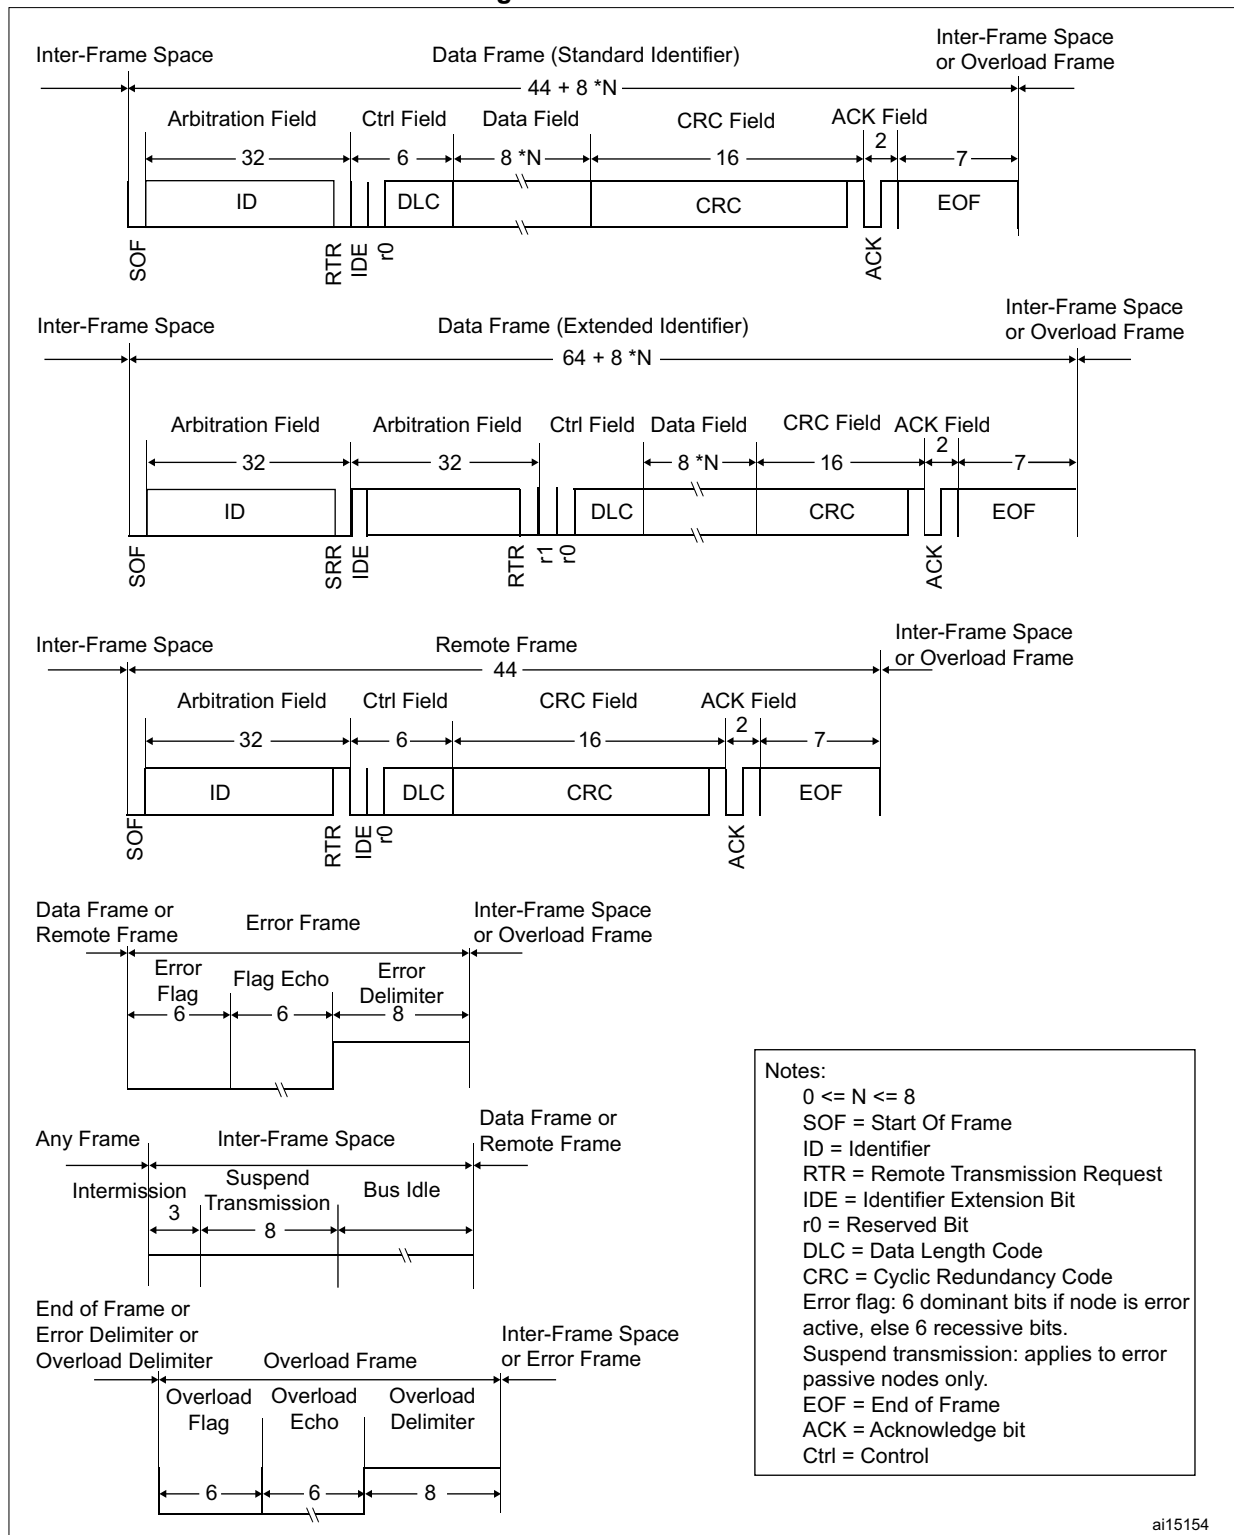 Inter-Frame Space
Data Frame (Standard Identifier)
Inter-Frame Space
or Overload Frame
44 + 8 *N
Arbitration Field
Ctrl Field
Data Field
CRC Field
ACK Field
32
6
8 *N
16
2
7
ID
DLC
CRC
EOF
SOF
RTR
IDE
r0
ACK
Inter-Frame Space
Data Frame (Extended Identifier)
Inter-Frame Space
or Overload Frame
64 + 8 *N
Arbitration Field
Arbitration Field
Ctrl Field
Data Field
CRC Field
ACK Field
32
32
8 *N
16
2
7
ID
DLC
CRC
EOF
SOF
SRR
IDE
RTR
r1
r0
ACK
Inter-Frame Space
Remote Frame
Inter-Frame Space
or Overload Frame
44
Arbitration Field
Ctrl Field
CRC Field
ACK Field
32
6
16
2
7
ID
DLC
CRC
EOF
SOF
RTR
IDE
r0
ACK
Data Frame or
Remote Frame
Error Frame
Inter-Frame Space
or Overload Frame
Error
Flag
Flag Echo
Error
Delimiter
6
6
8
Any Frame
Inter-Frame Space
Data Frame or
Remote Frame
Intermission
Suspend
Transmission
Bus Idle
3
8
End of Frame or
Error Delimiter or
Overload Delimiter
Overload Frame
Inter-Frame Space
or Error Frame
Overload
Flag
Overload
Echo
Overload
Delimiter
6
6
8
Notes:
0 <= N <= 8
SOF = Start Of Frame
ID = Identifier
RTR = Remote Transmission Request
IDE = Identifier Extension Bit
r0 = Reserved Bit
DLC = Data Length Code
CRC = Cyclic Redundancy Code
Error flag: 6 dominant bits if node is error
active, else 6 recessive bits.
Suspend transmission: applies to error
passive nodes only.
EOF = End of Frame
ACK = Acknowledge bit
Ctrl = Control
ai15154